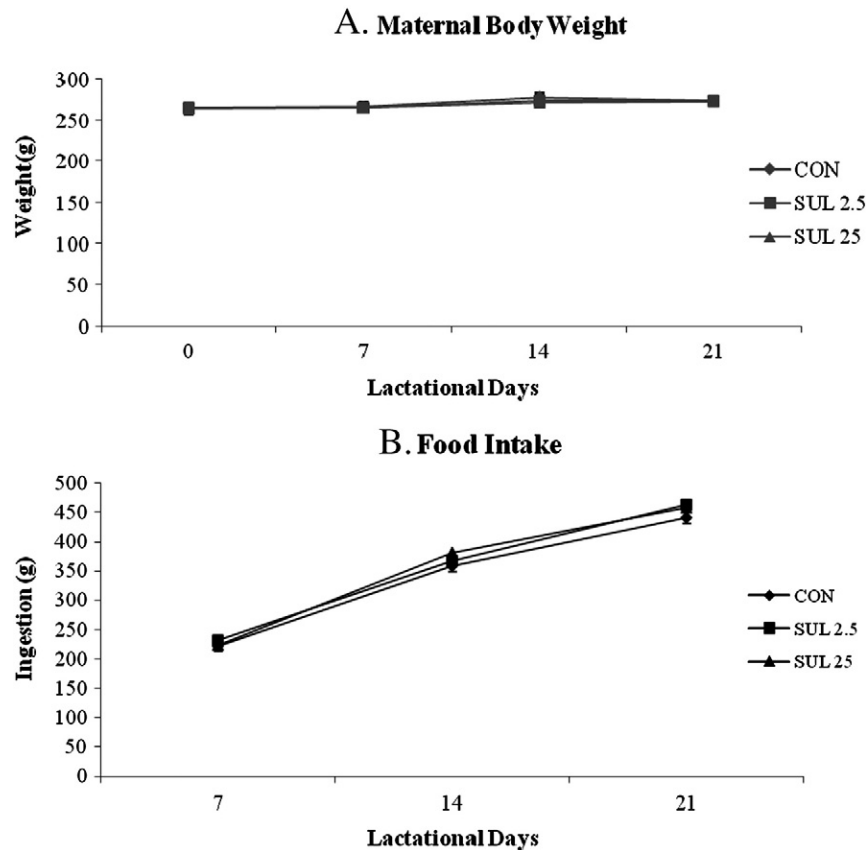 A. Maternal Body Weight
300
250
200
150
100
50
0
Weight(g)
0 7 14 21
Lactational Days
CON
SUL 2.5
SUL 25
B. Food Intake
500
450
400
350
300
250
200
150
100
50
0
Ingestion (g)
7 14 21
Lactational Days
CON
SUL 2.5
SUL 25